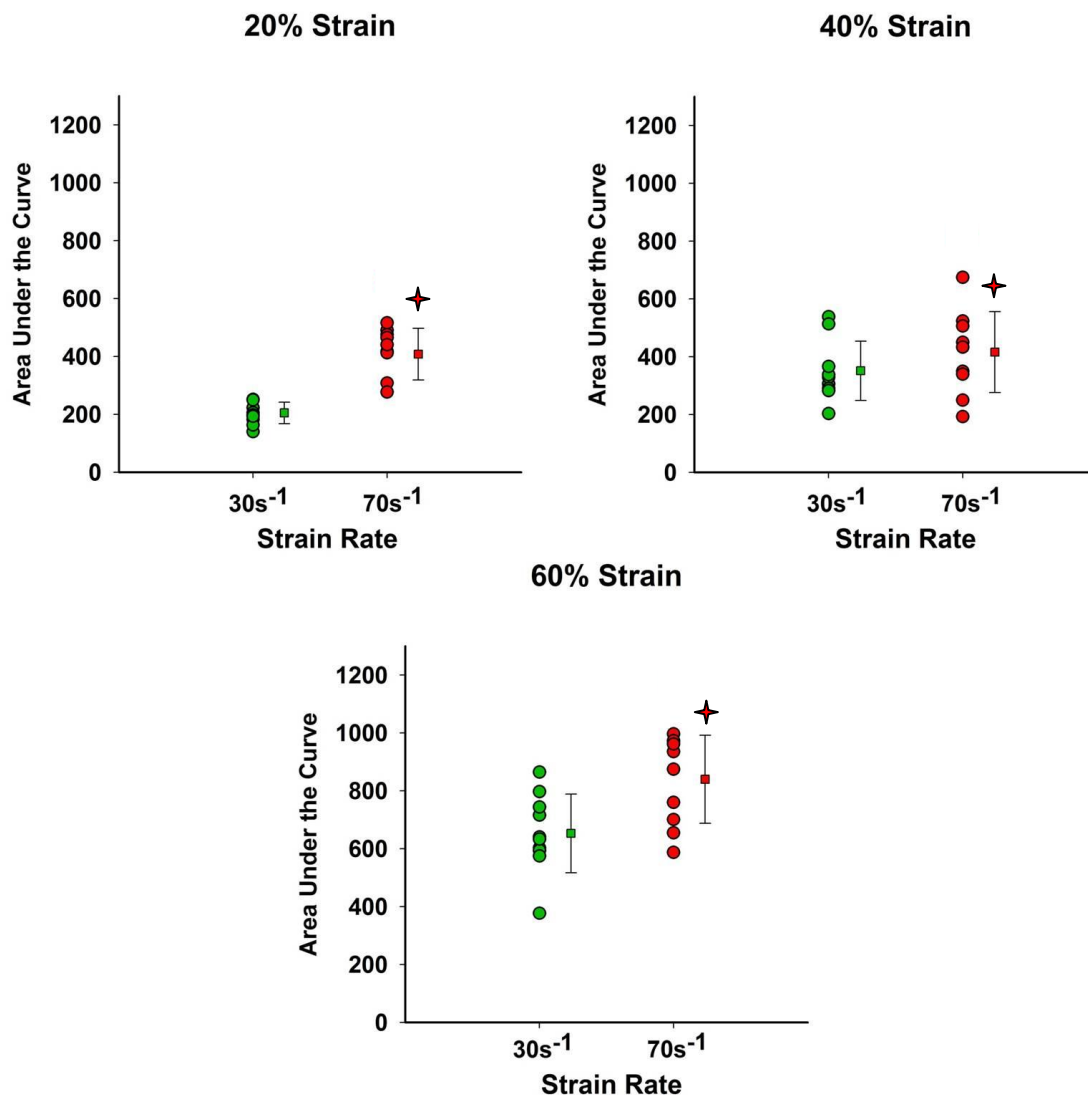 20% Strain
1200
1000
800
600
400
200
0
Area Under the Curve
30s-1
70s-1
Strain Rate
40% Strain
1200
1000
800
600
400
200
0
Area Under the Curve
30s-1
70s-1
Strain Rate
60% Strain
1200
1000
800
600
400
200
0
Area Under the Curve
30s-1
70s-1
Strain Rate